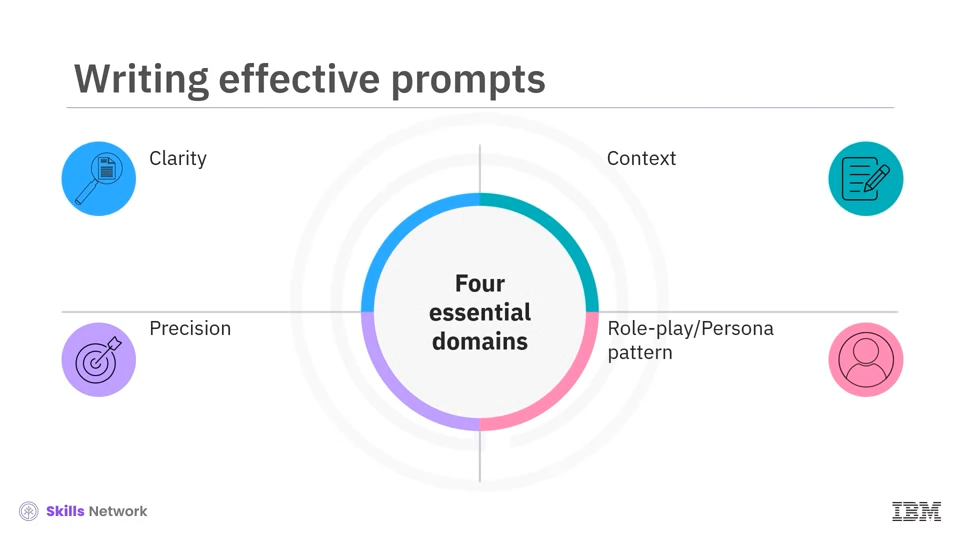 Writing effective prompts
Clarity
Context
Four
essential
domains
Precision
Role-play/Persona
pattern
Skills Network
IBM